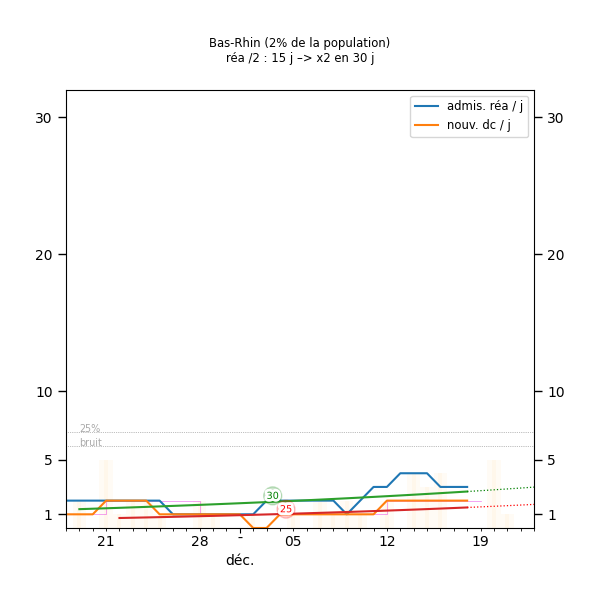 Bas-Rhin (2% de la population)
réa /2 : 15 j –> x2 en 30 j
admis. réa / j
nouv. dc / j
30 30
20 20
10 10
25%
bruit
5 5
30
25
1 1
21 28 - 05 12 19
déc.